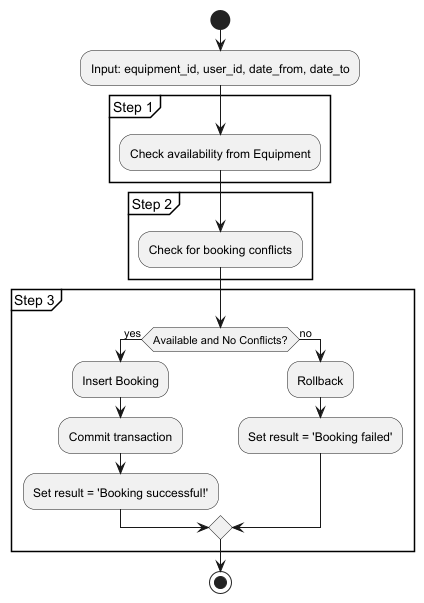 Input: equipment_id, user_id, date_from, date_to
Step 1
Check availability from Equipment
Step 2
Check for booking conflicts
Step 3
yes
Available and No Conflicts?
no
Insert Booking
Rollback
Commit transaction
Set result = 'Booking failed'
Set result = 'Booking successful!'